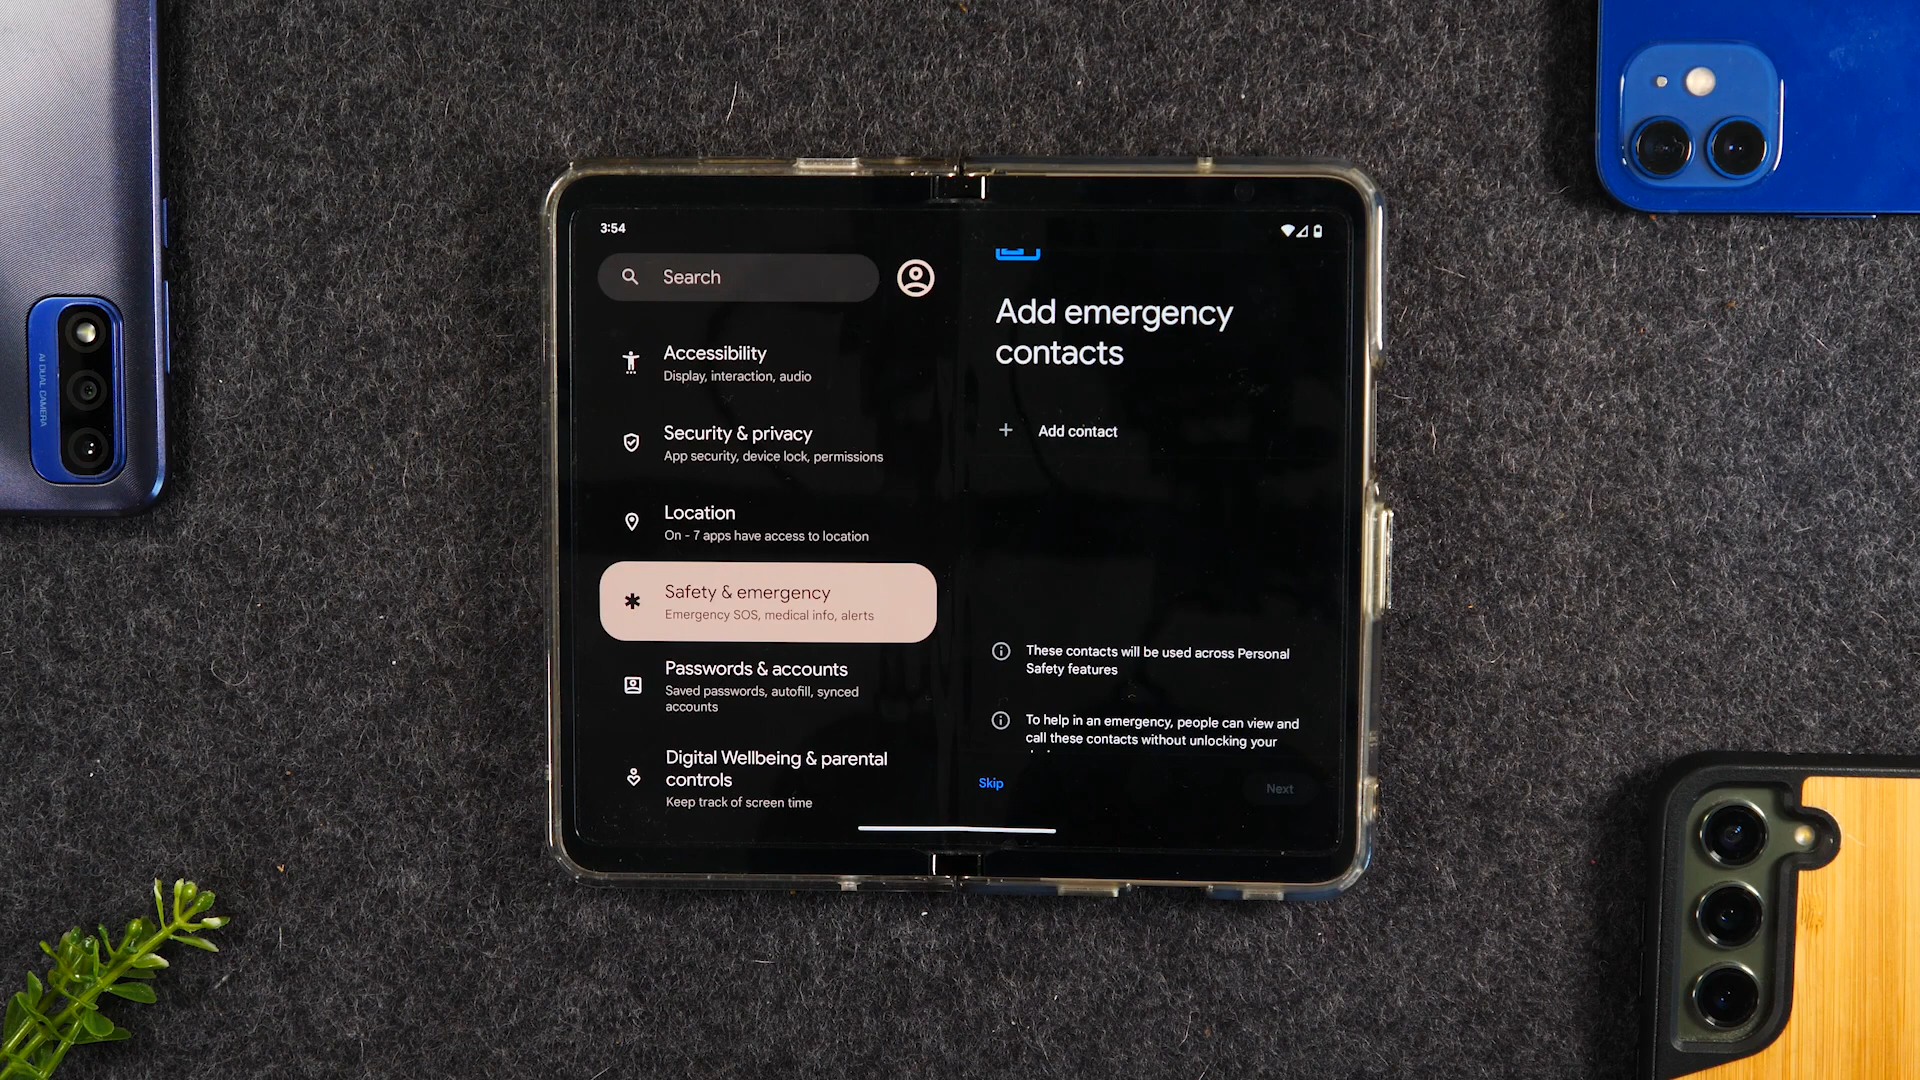 AI DUAL CAMERA
3:54
Search
Accessibility
Display, interaction, audio
Security & privacy
App security, device lock, permissions
Location
On - 7 apps have access to location
Safety & emergency
Emergency SOS, medical info, alerts
Passwords & accounts
Saved passwords, autofill, synced
accounts
Digital Wellbeing & parental
controls
Keep track of screen time
Add emergency
contacts
Add contact
These contacts will be used across Personal
Safety features
To help in an emergency, people can view and
call these contacts without unlocking your
Skip
Next